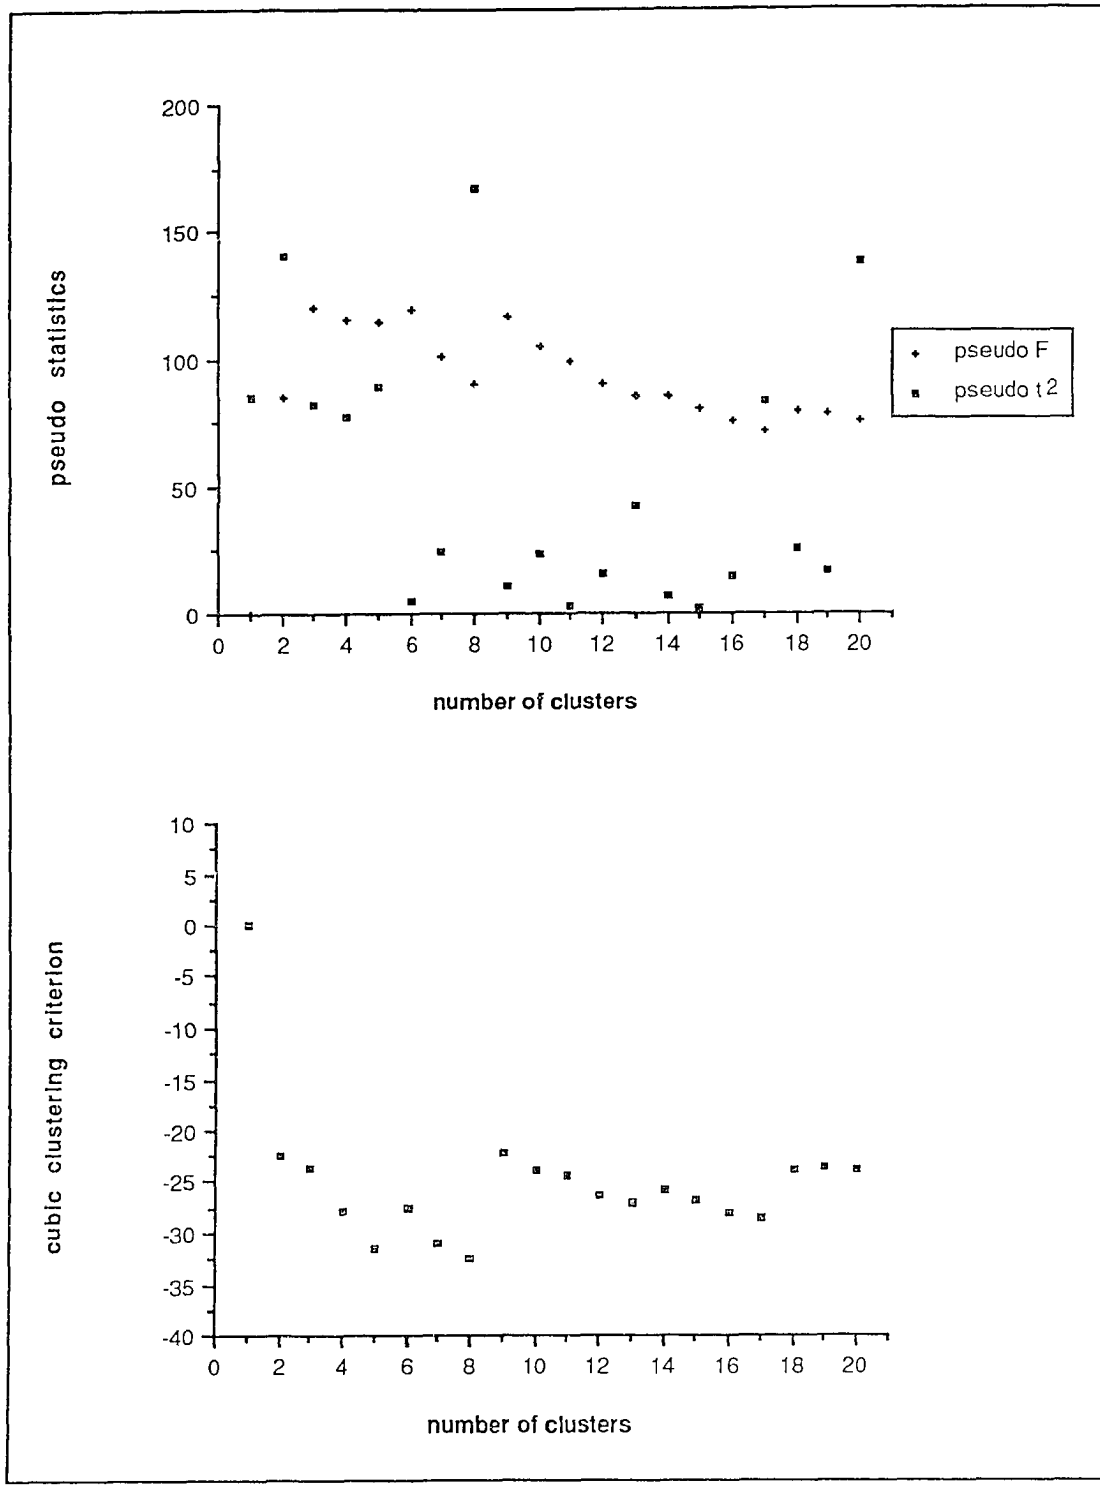 200
150
100
50
0
pseudo statistics
0 2 4 6 8 10 12 14 16 18 20
number of clusters
pseudo F
pseudo t2
10
5
0
-5
-10
-15
-20
-25
-30
-35
-40
cubic clustering criterion
0 2 4 6 8 10 12 14 16 18 20
number of clusters